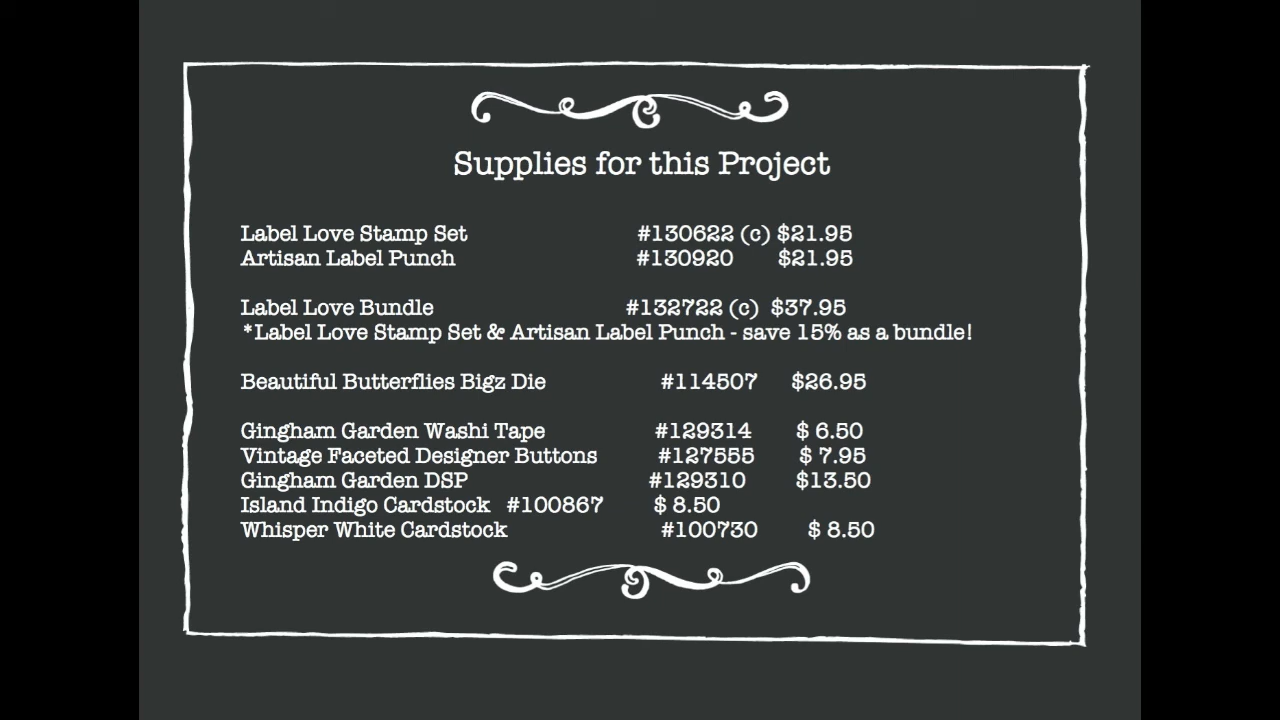 Supplies for this Project
Label Love Stamp Set #130622 (c) $21.95
Artisan Label Punch #130920 $21.95
Label Love Bundle #132722 (c) $37.95
*Label Love Stamp Set & Artisan Label Punch - save 15% as a bundle!
Beautiful Butterflies Bigz Die #114507 $26.95
Gingham Garden Washi Tape #129314 $ 6.50
Vintage Faceted Designer Buttons #127555 $ 7.95
Gingham Garden DSP #129310 $13.50
Island Indigo Cardstock #100867 $ 8.50
Whisper White Cardstock #100730 $ 8.50